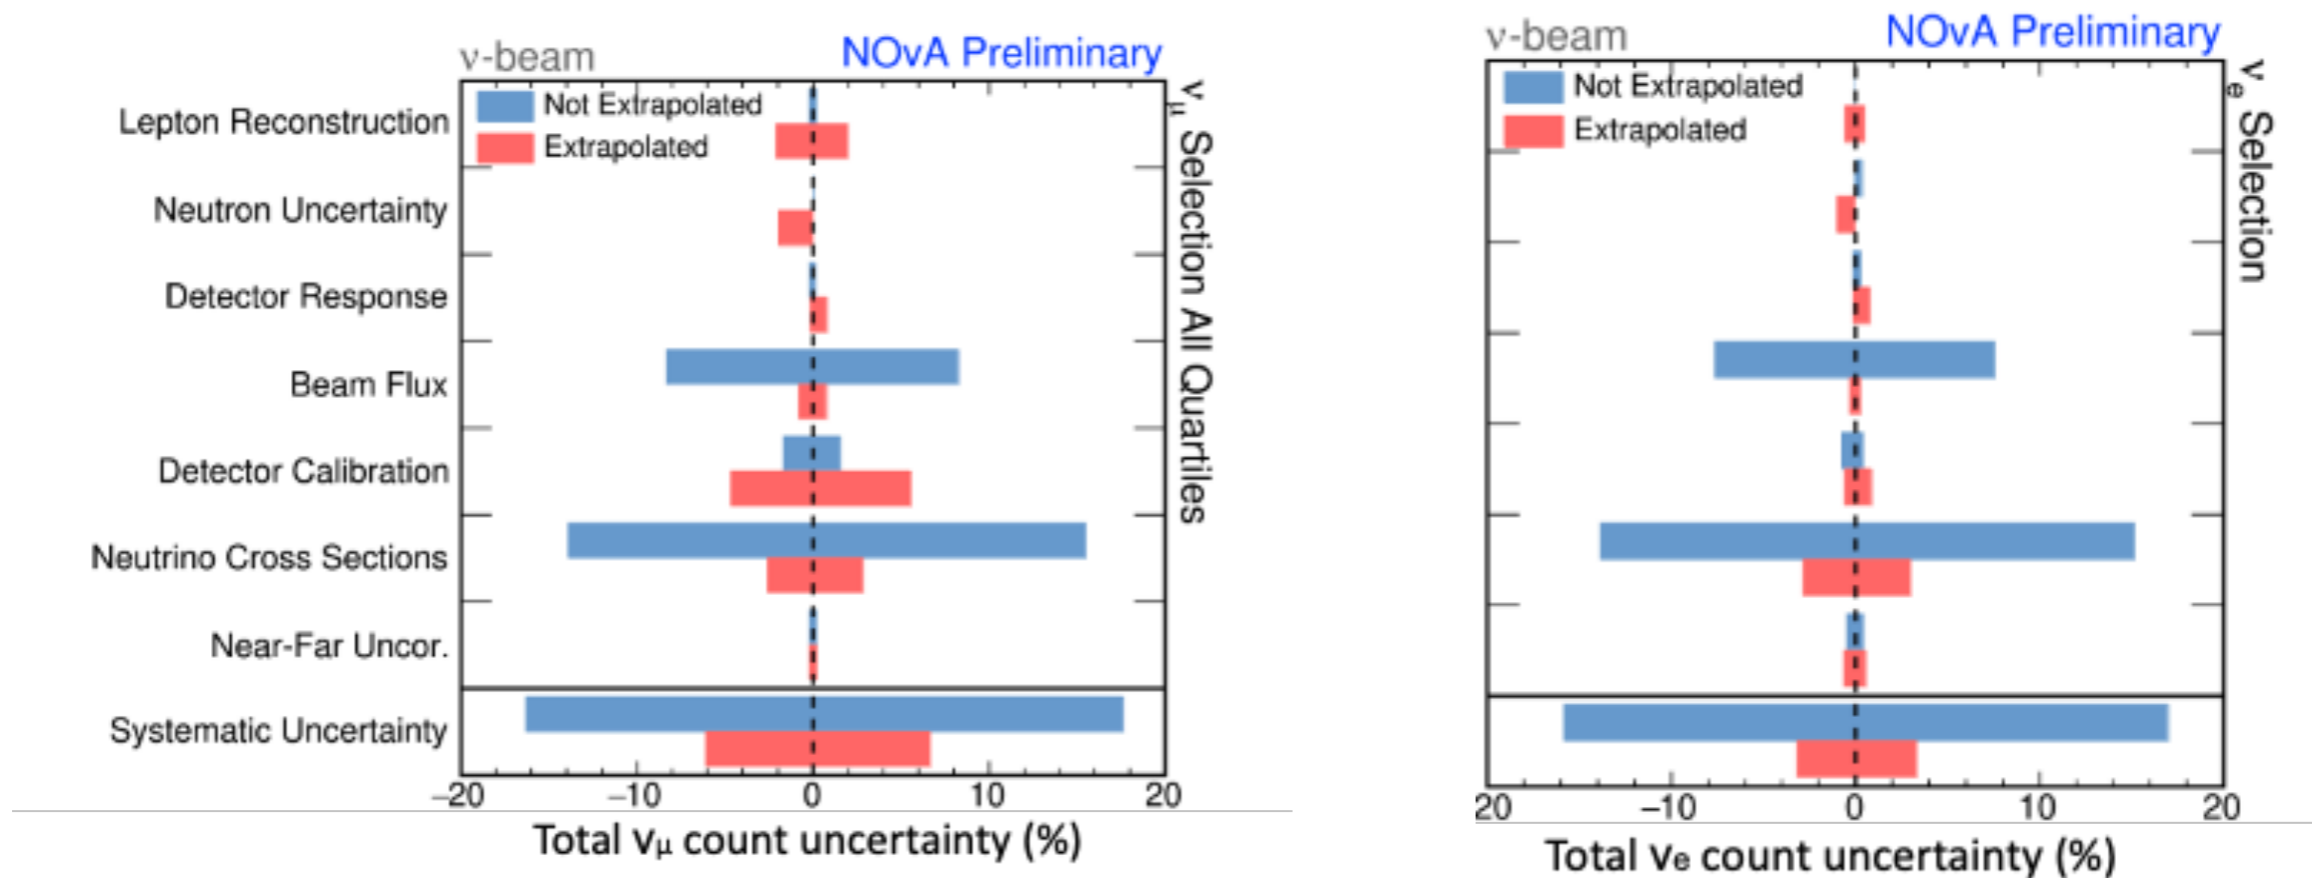 ν-beam NOvA Preliminary
Not Extrapolated
Extrapolated
Lepton Reconstruction
Neutron Uncertainty
Detector Response
Beam Flux
Detector Calibration
Neutrino Cross Sections
Near-Far Uncor.
Systematic Uncertainty
νμ Selection All Quartiles
−20 −10 0 10 20
Total νμ count uncertainty (%)
ν-beam NOvA Preliminary
Not Extrapolated
Extrapolated
νe Selection
20 −10 0 10 20
Total νe count uncertainty (%)